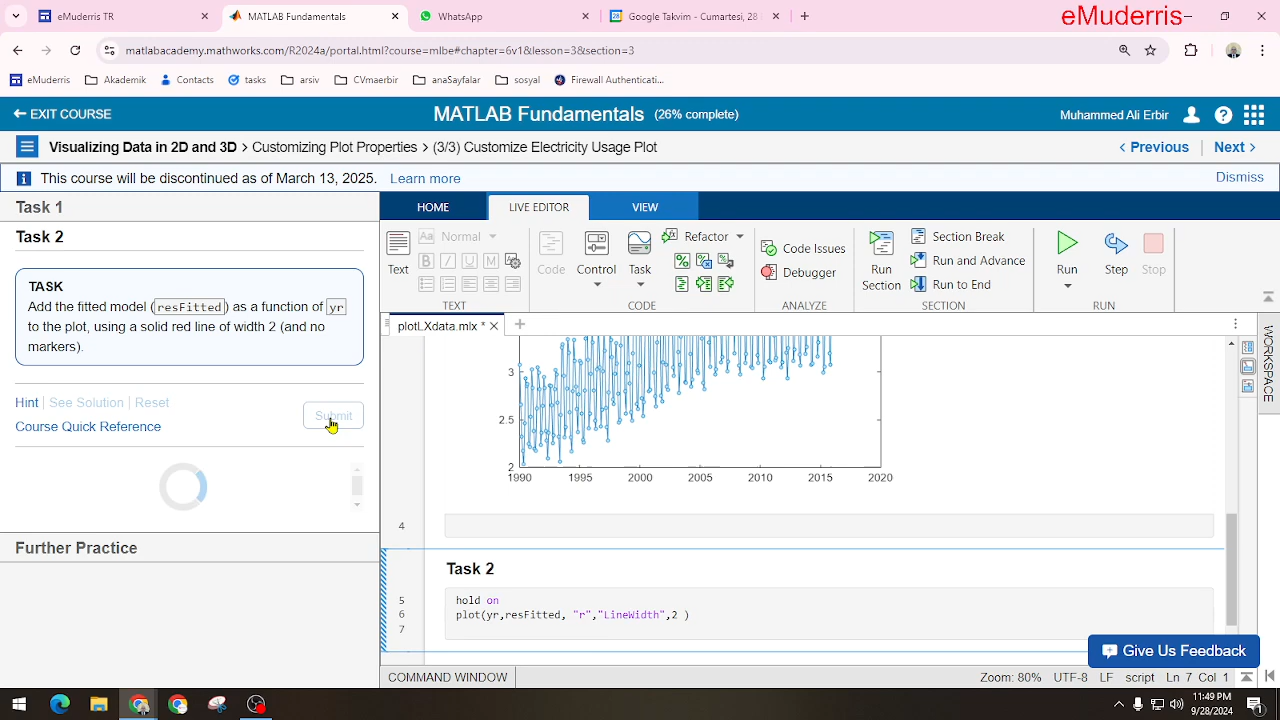 eMuderris TR
MATLAB Fundamentals
WhatsApp
Google Takvim - Cumartesi, 28
eMuderris
matlabacademy.mathworks.com/R2024a/portal.html?course=mlbe#chapter=6v1&lesson=3&section=3
eMuderris
Akademik
Contacts
tasks
arsiv
CVmaerbir
anaSayfalar
sosyal
Firewall Authenticati...
EXIT COURSE
MATLAB Fundamentals (26% complete)
Muhammed Ali Erbir
Visualizing Data in 2D and 3D > Customizing Plot Properties > (3/3) Customize Electricity Usage Plot
< Previous
Next >
This course will be discontinued as of March 13, 2025. Learn more
Dismiss
Task 1
Task 2
TASK
Add the fitted model (resFitted) as a function of yr
to the plot, using a solid red line of width 2 (and no
markers).
Hint
See Solution
Reset
Submit
Course Quick Reference
Further Practice
HOME
LIVE EDITOR
VIEW
Text
Aa Normal
B I U M
TEXT
Code
Control
Task
Refactor
CODE
Code Issues
Debugger
ANALYZE
Run
Section
Section Break
Run and Advance
Run to End
SECTION
Run
Step
Stop
RUN
plotLXdata.mlx *
WORKSPACE
3
2.5
2
1990 1995 2000 2005 2010 2015 2020
4
Task 2
5 hold on
6 plot(yr,resFitted, "r","LineWidth",2 )
7
Give Us Feedback
COMMAND WINDOW
Zoom: 80% UTF-8 LF script Ln 7 Col 1
11:49 PM
9/28/2024